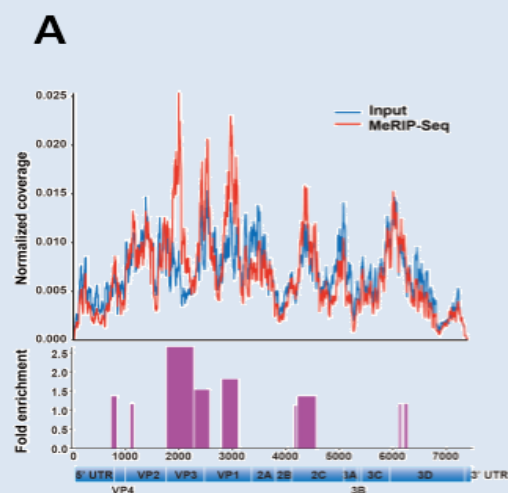 A
0.025
0.020
0.015
0.010
0.005
0.000
Normalized coverage
Input
MeRIP-Seq
2.5
2.0
1.5
1.0
0.5
0.0
Fold enrichment
0 1000 2000 3000 4000 5000 6000 7000
5' UTR VP2 VP3 VP1 2A 2B 2C 3A 3C 3D 3' UTR
VP4 3B